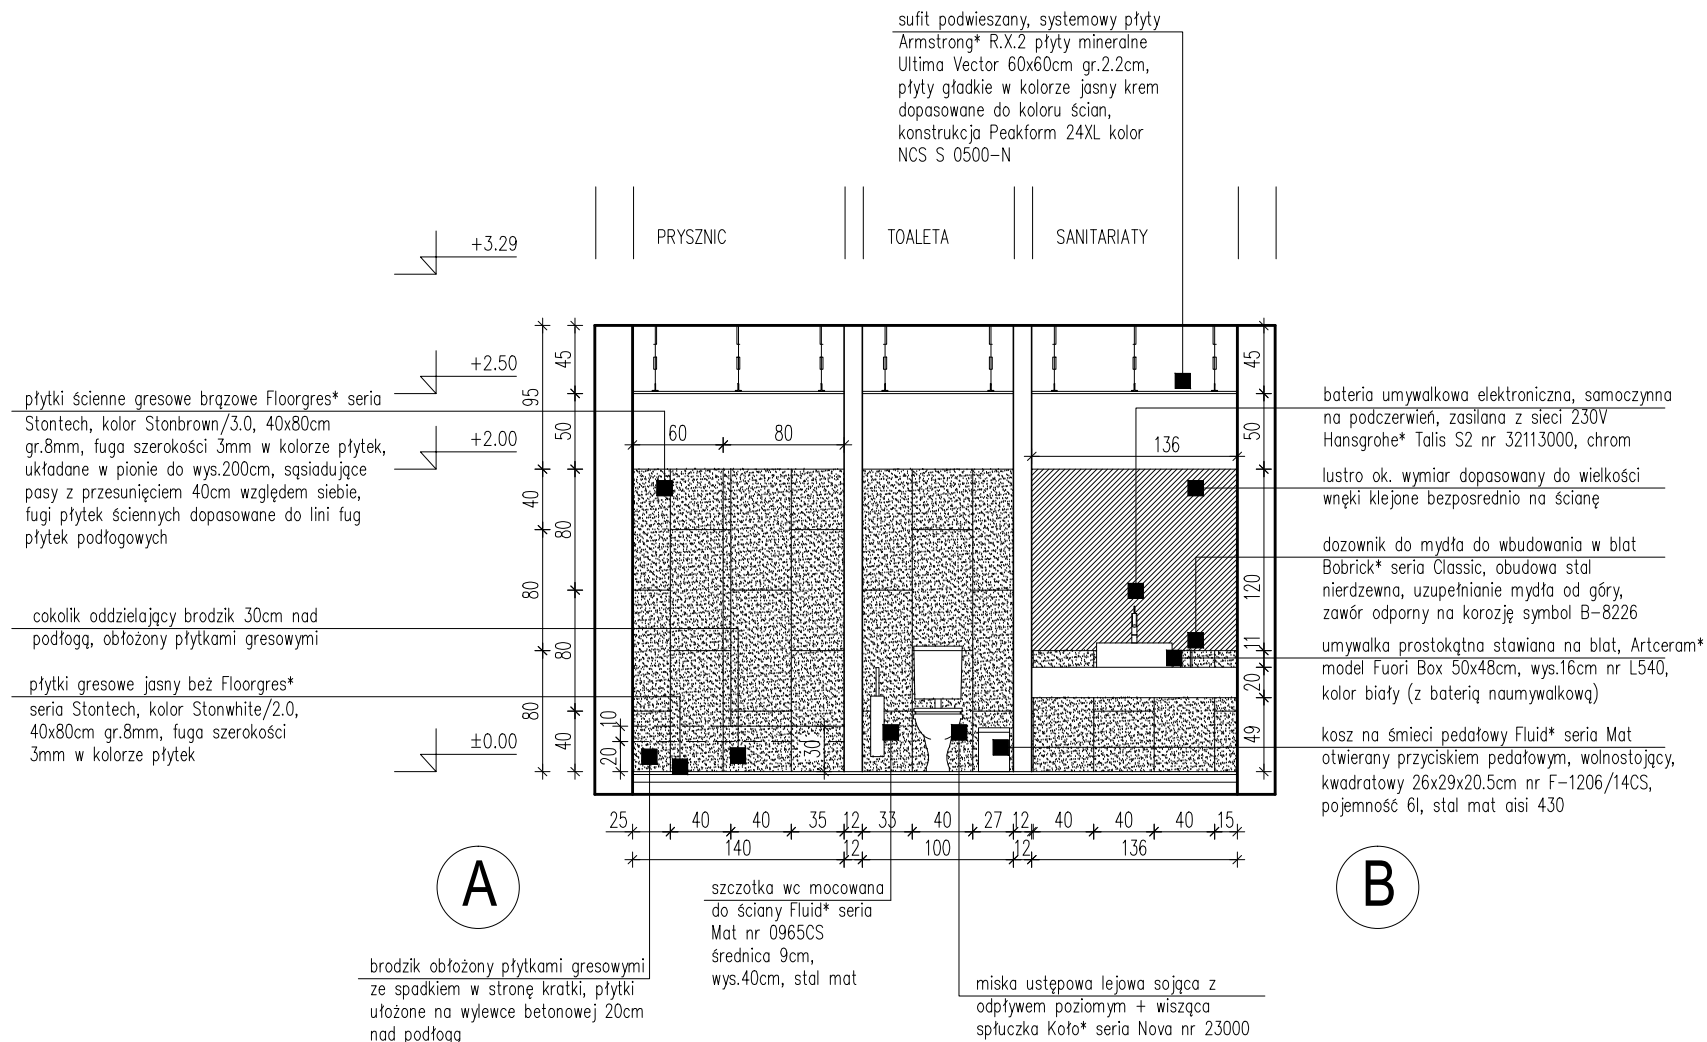 sufit podwieszany, systemowy płyty
Armstrong* R.X.2 płyty mineralne
Ultima Vector 60x60cm gr.2.2cm,
płyty gładkie w kolorze jasny krem
dopasowane do koloru ścian,
konstrukcja Peakform 24XL kolor
NCS S 0500-N
PRYSZNIC
TOALETA
SANITARIATY
+3.29
+2.50
+2.00
±0.00
płytki ścienne gresowe brązowe Floorgres* seria
Stontech, kolor Stonbrown/3.0, 40x80cm
gr.8mm, fuga szerokości 3mm w kolorze płytek,
układane w pionie do wys.200cm, sąsiadujące
pasy z przesunięciem 40cm względem siebie,
fugi płytek ściennych dopasowane do lini fug
płytek podłogowych
cokolik oddzielający brodzik 30cm nad
podłogą, obłożony płytkami gresowymi
płytki gresowe jasny beż Floorgres*
seria Stontech, kolor Stonwhite/2.0,
40x80cm gr.8mm, fuga szerokości
3mm w kolorze płytek
95
40
80
80
45
50
80
80
40
10
20
60
80
136
30
45
50
120
11
20
49
bateria umywalkowa elektroniczna, samoczynna
na podczerwień, zasilana z sieci 230V
Hansgrohe* Talis S2 nr 32113000, chrom
lustro ok. wymiar dopasowany do wielkości
wnęki klejone bezposrednio na ścianę
dozownik do mydła do wbudowania w blat
Bobrick* seria Classic, obudowa stal
nierdzewna, uzupełnianie mydła od góry,
zawór odporny na korozję symbol B-8226
umywalka prostokątna stawiana na blat, Artceram*
model Fuori Box 50x48cm, wys.16cm nr L540,
kolor biały (z baterią naumywalkową)
kosz na śmieci pedałowy Fluid* seria Mat
otwierany przyciskiem pedałowym, wolnostojący,
kwadratowy 26x29x20.5cm nr F-1206/14CS,
pojemność 6l, stal mat aisi 430
25 40 40 35 12 33 40 27 12 40 40 40 15
140 12 100 12 136
A
B
szczotka wc mocowana
do ściany Fluid* seria
Mat nr 0965CS
średnica 9cm,
wys.40cm, stal mat
brodzik obłożony płytkami gresowymi
ze spadkiem w stronę kratki, płytki
ułożone na wylewce betonowej 20cm
nad podłogą
miska ustępowa lejowa sojąca z
odpływem poziomym + wisząca
spłuczka Koło* seria Nova nr 23000